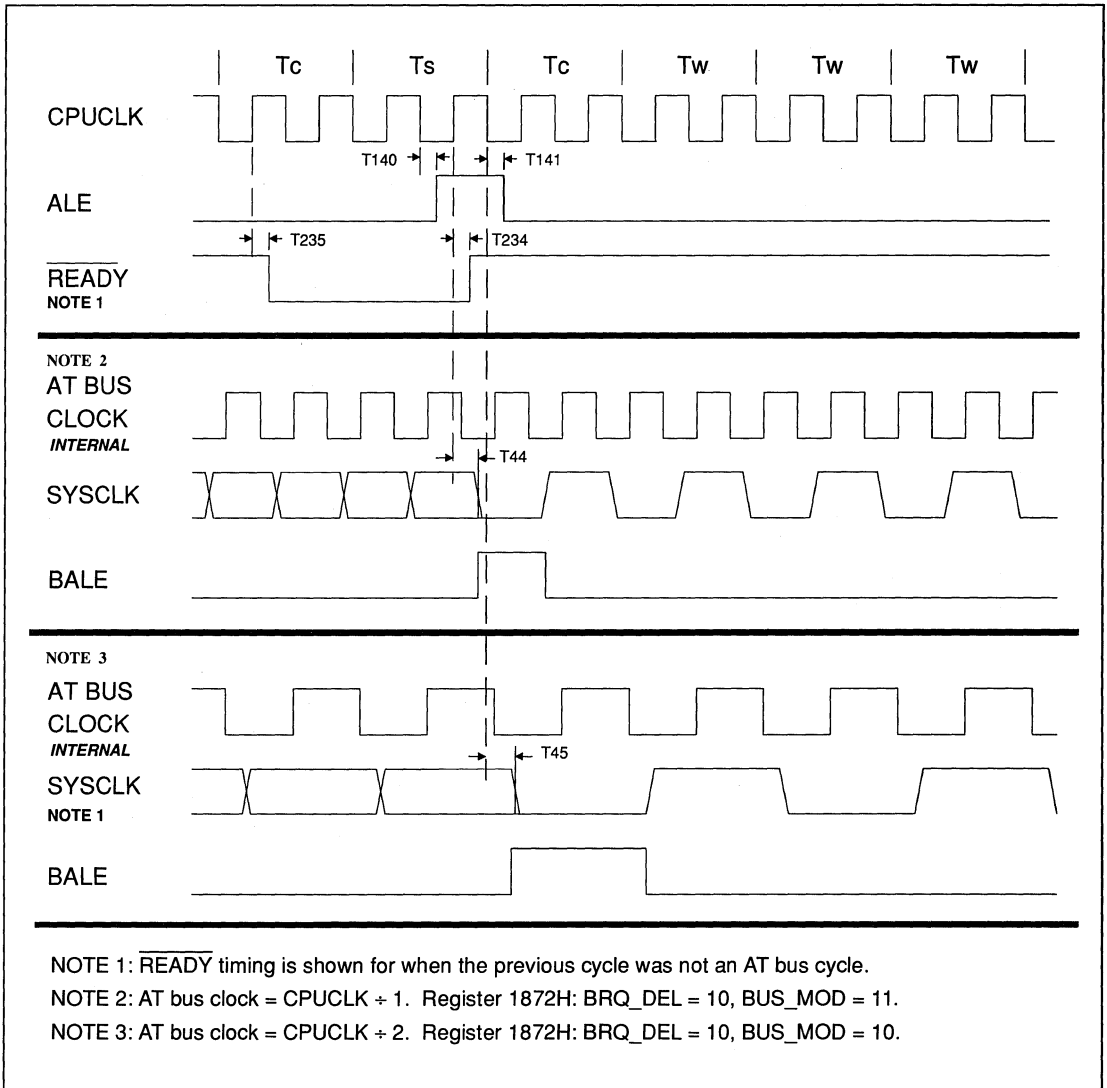 Tc Ts Tc Tw Tw Tw
CPUCLK
T140 T141
ALE
T235 T234
READY
NOTE 1
NOTE 2
AT BUS
CLOCK
INTERNAL
T44
SYSCLK
BALE
NOTE 3
AT BUS
CLOCK
INTERNAL
T45
SYSCLK
NOTE 1
BALE
NOTE 1: READY timing is shown for when the previous cycle was not an AT bus cycle.
NOTE 2: AT bus clock = CPUCLK ÷ 1. Register 1872H: BRQ_DEL = 10, BUS_MOD = 11.
NOTE 3: AT bus clock = CPUCLK ÷ 2. Register 1872H: BRQ_DEL = 10, BUS_MOD = 10.